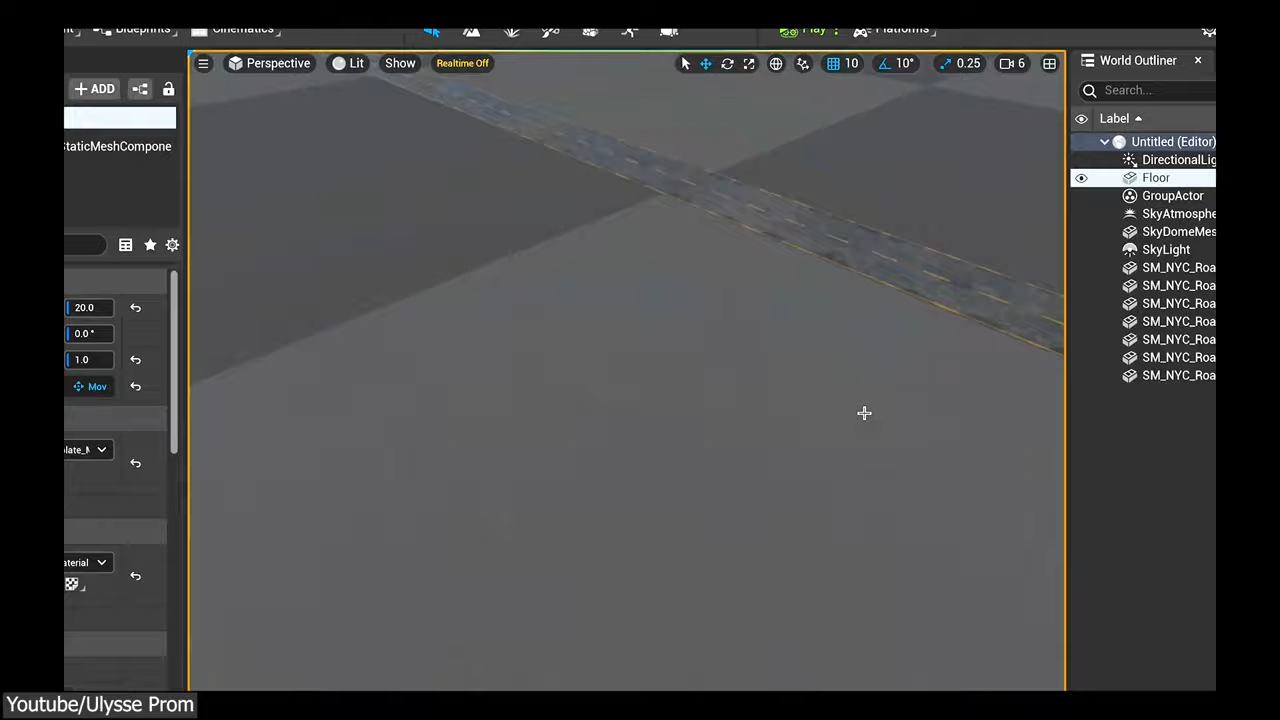 Blueprints
Cinematics
Play
Platforms
ADD
Perspective
Lit
Show
Realtime Off
10
10°
0.25
6
World Outliner
Search...
Label
Untitled (Editor)
DirectionalLig
Floor
GroupActor
SkyAtmosphe
SkyDomeMes
SkyLight
SM_NYC_Roa
SM_NYC_Roa
SM_NYC_Roa
SM_NYC_Roa
SM_NYC_Roa
SM_NYC_Roa
SM_NYC_Roa
StaticMeshCompone
20.0
0.0°
1.0
Mov
late_M
aterial
Youtube/Ulysse Prom